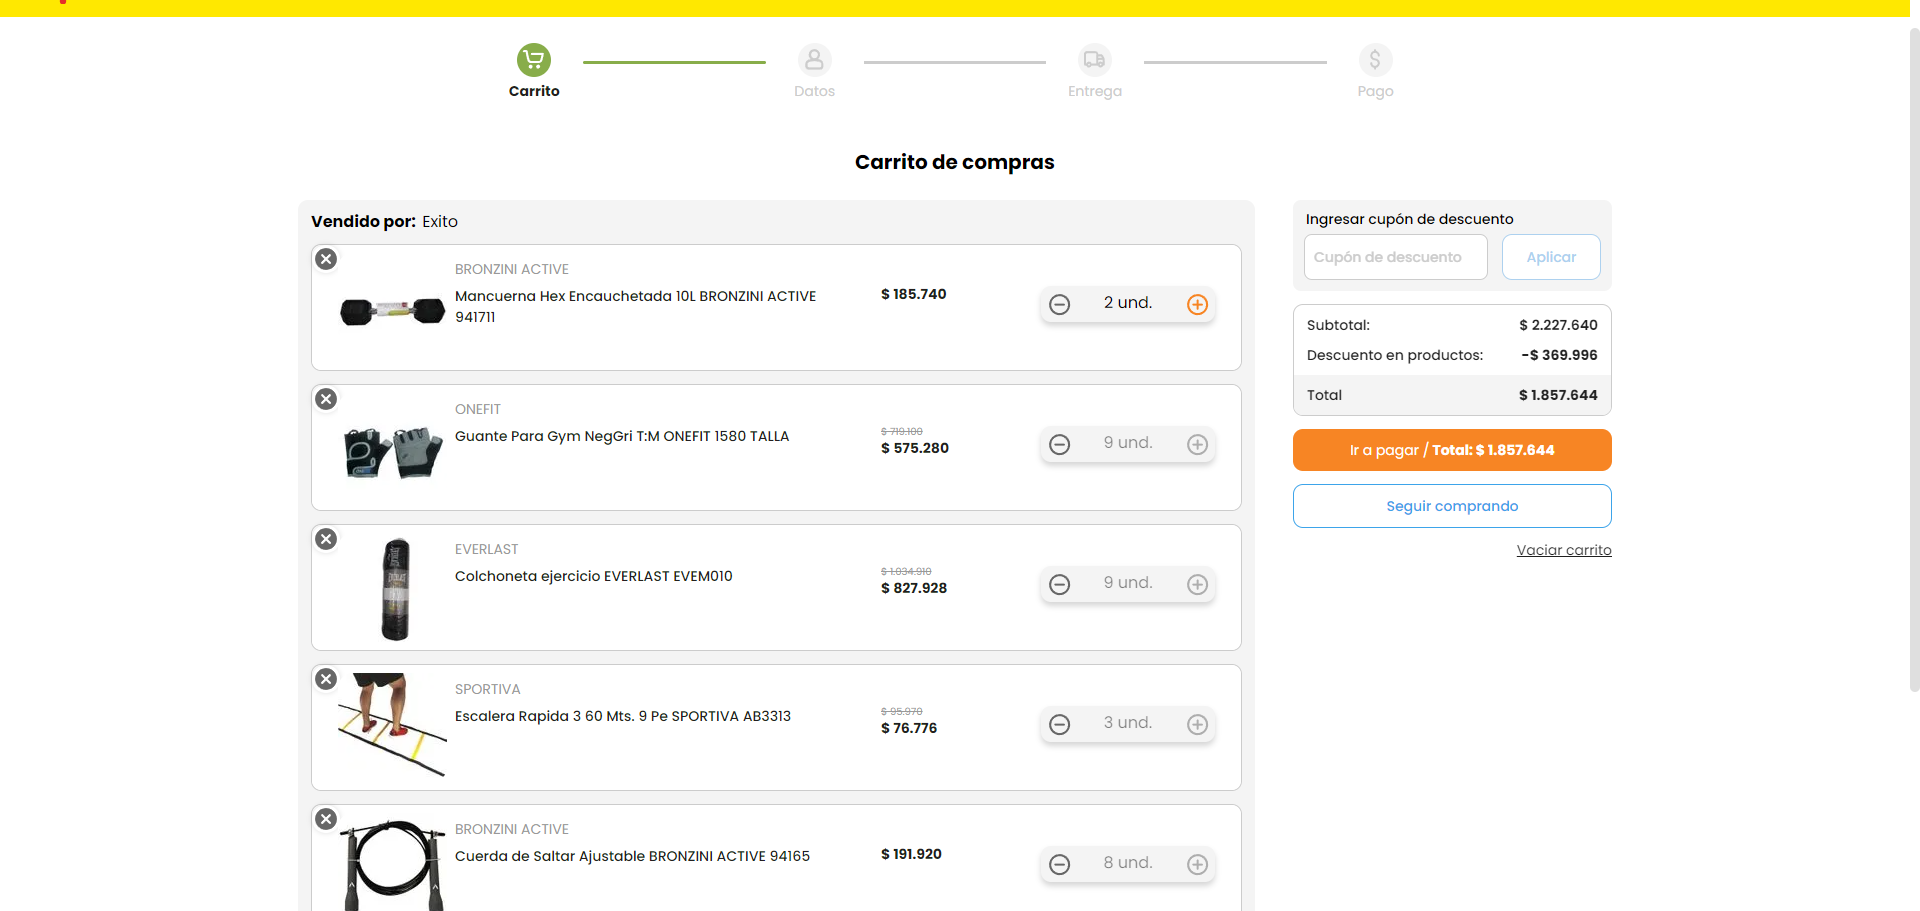 Carrito
Datos
Entrega
Pago
Carrito de compras
Vendido por: Exito
BRONZINI ACTIVE
Mancuerna Hex Encauchetada 10L BRONZINI ACTIVE
941711
$ 185.740
2 und.
ONEFIT
Guante Para Gym NegGri T:M ONEFIT 1580 TALLA
$ 719.100
$ 575.280
9 und.
EVERLAST
Colchoneta ejercicio EVERLAST EVEM010
$ 1.034.910
$ 827.928
9 und.
SPORTIVA
Escalera Rapida 3 60 Mts. 9 Pe SPORTIVA AB3313
$ 95.970
$ 76.776
3 und.
BRONZINI ACTIVE
Cuerda de Saltar Ajustable BRONZINI ACTIVE 94165
$ 191.920
8 und.
Ingresar cupón de descuento
Cupón de descuento
Aplicar
Subtotal: $ 2.227.640
Descuento en productos: -$ 369.996
Total $ 1.857.644
Ir a pagar / Total: $ 1.857.644
Seguir comprando
Vaciar carrito